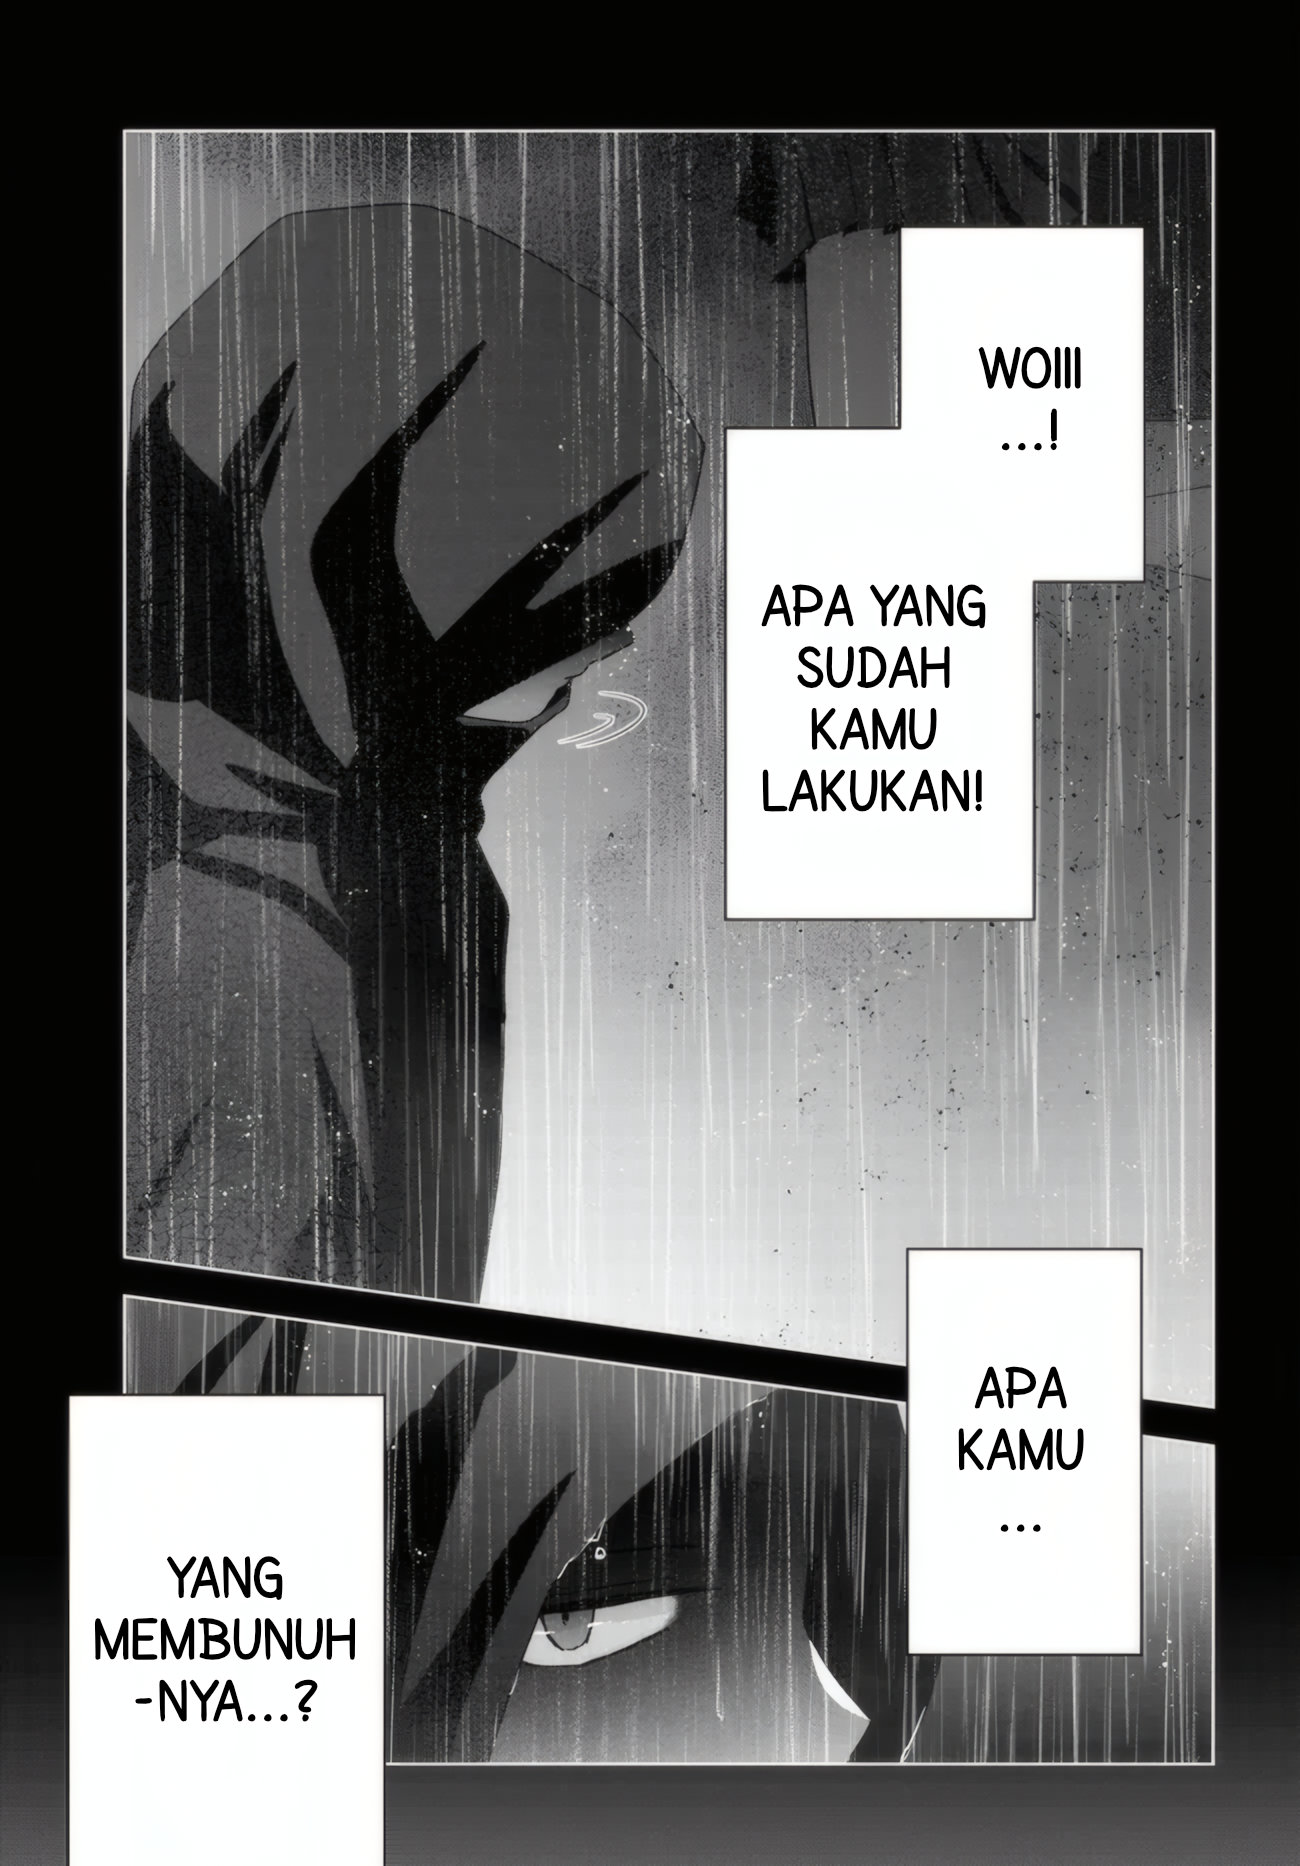 WOIII
...!
APA YANG
SUDAH
KAMU
LAKUKAN!
APA
KAMU
...
YANG
MEMBUNUH
-NYA...?